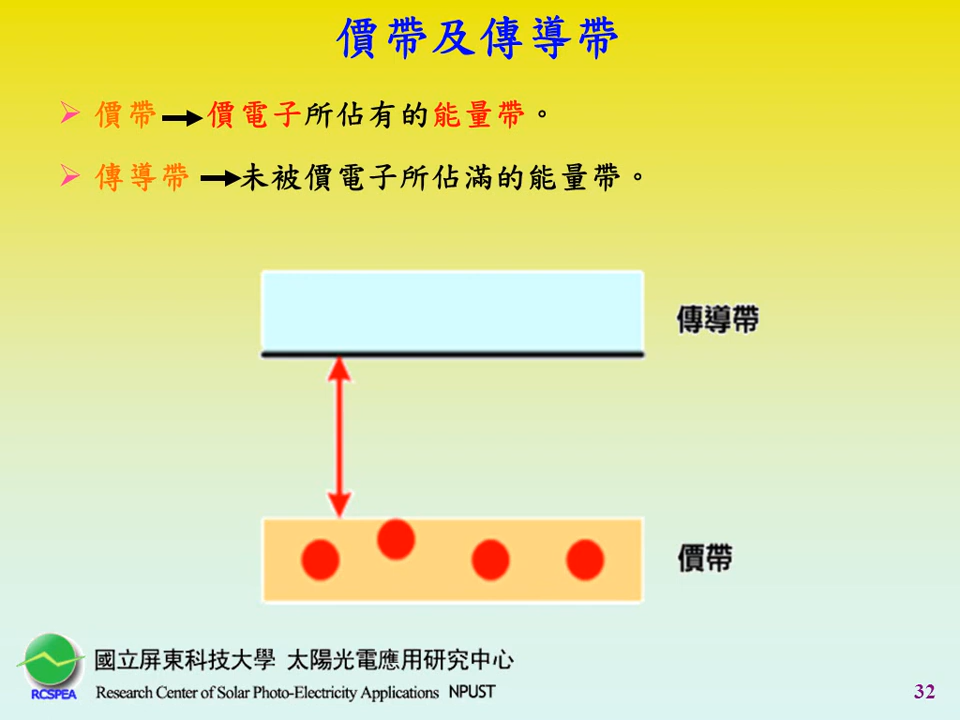 價帶及傳導帶
價帶 價電子所佔有的能量帶。
傳導帶 未被價電子所佔滿的能量帶。
傳導帶
價帶
國立屏東科技大學 太陽光電應用研究中心
RCSPEA Research Center of Solar Photo-Electricity Applications NPUST
32